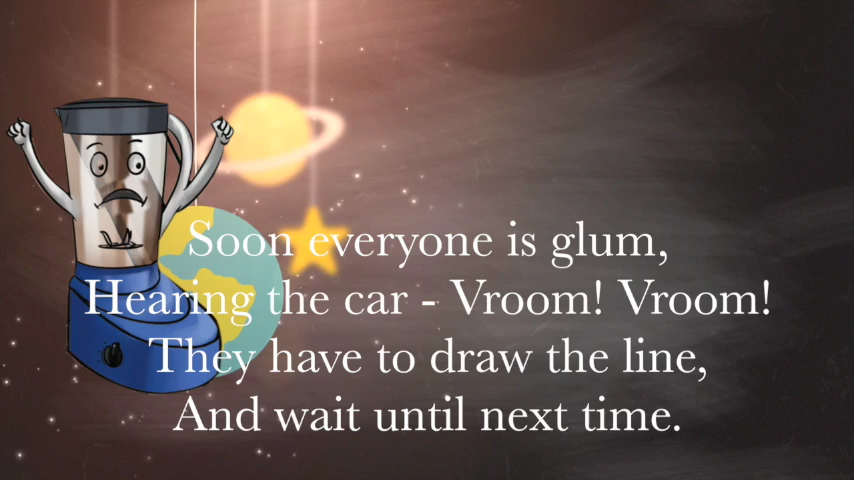 Soon everyone is glum,
Hearing the car - Vroom! Vroom!
They have to draw the line,
And wait until next time.